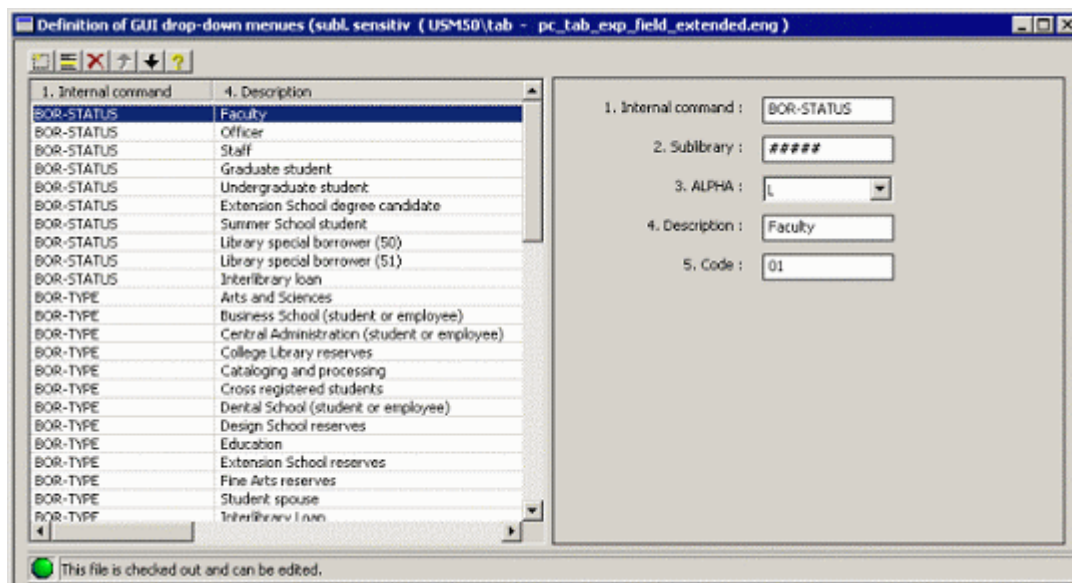 Definition of GUI drop-down menues (subl. sensitiv ( USM50\tab - pc_tab_exp_field_extended.eng )
?
1. Internal command 4. Description
BOR-STATUS Faculty
BOR-STATUS Officer
BOR-STATUS Staff
BOR-STATUS Graduate student
BOR-STATUS Undergraduate student
BOR-STATUS Extension School degree candidate
BOR-STATUS Summer School student
BOR-STATUS Library special borrower (50)
BOR-STATUS Library special borrower (51)
BOR-STATUS Interlibrary loan
BOR-TYPE Arts and Sciences
BOR-TYPE Business School (student or employee)
BOR-TYPE Central Administration (student or employee)
BOR-TYPE College Library reserves
BOR-TYPE Cataloging and processing
BOR-TYPE Cross registered students
BOR-TYPE Dental School (student or employee)
BOR-TYPE Design School reserves
BOR-TYPE Education
BOR-TYPE Extension School reserves
BOR-TYPE Fine Arts reserves
BOR-TYPE Student spouse
BOR-TYPE Interlibrary Loan
1. Internal command : BOR-STATUS
2. Sublibrary : #####
3. ALPHA : L
4. Description : Faculty
5. Code : 01
This file is checked out and can be edited.